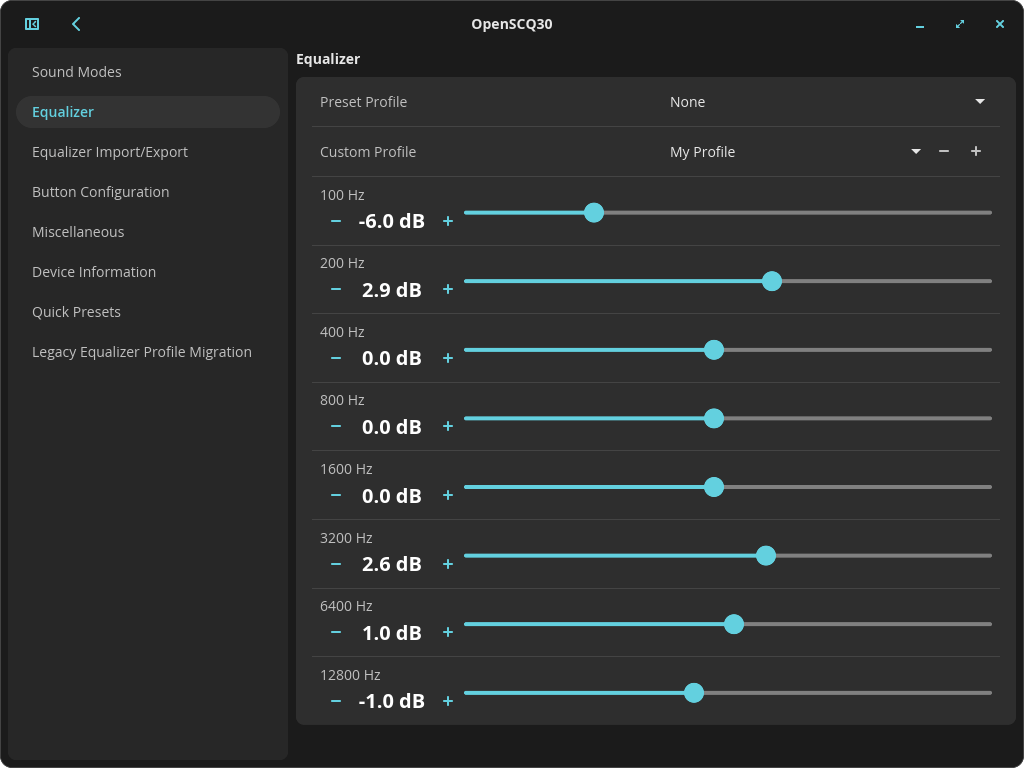 OpenSCQ30
Sound Modes
Equalizer
Equalizer Import/Export
Button Configuration
Miscellaneous
Device Information
Quick Presets
Legacy Equalizer Profile Migration
Equalizer
Preset Profile None
Custom Profile My Profile − +
100 Hz
− -6.0 dB +
200 Hz
− 2.9 dB +
400 Hz
− 0.0 dB +
800 Hz
− 0.0 dB +
1600 Hz
− 0.0 dB +
3200 Hz
− 2.6 dB +
6400 Hz
− 1.0 dB +
12800 Hz
− -1.0 dB +